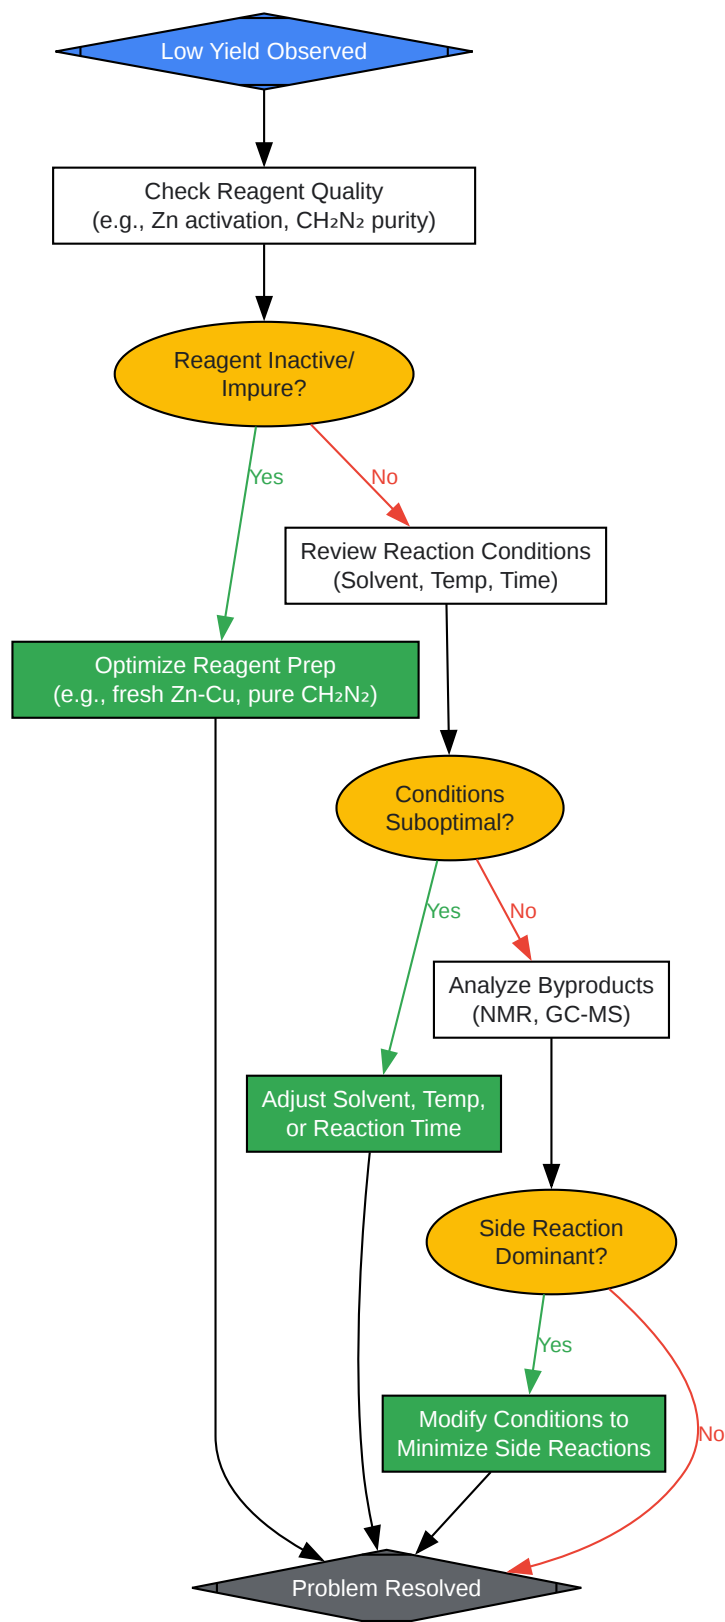 Low Yield Observed
Check Reagent Quality
(e.g., Zn activation, CH₂N₂ purity)
Reagent Inactive/
Impure?
Yes
No
Review Reaction Conditions
(Solvent, Temp, Time)
Optimize Reagent Prep
(e.g., fresh Zn-Cu, pure CH₂N₂)
Conditions
Suboptimal?
Yes
No
Analyze Byproducts
(NMR, GC-MS)
Adjust Solvent, Temp,
or Reaction Time
Side Reaction
Dominant?
Yes
Modify Conditions to
Minimize Side Reactions
No
Problem Resolved